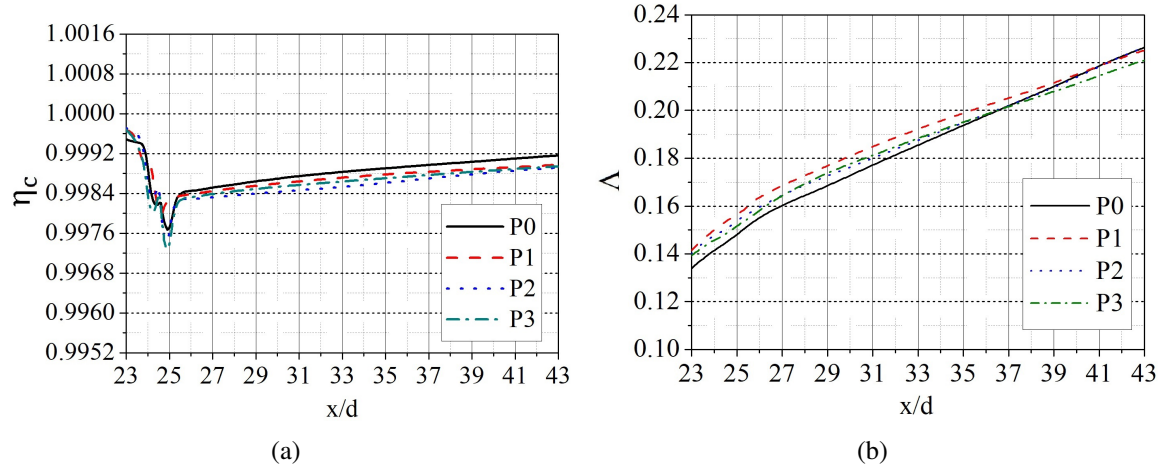 1.0016
1.0008
1.0000
0.9992
0.9984
0.9976
0.9968
0.9960
0.9952
η_c
P0
P1
P2
P3
23 25 27 29 31 33 35 37 39 41 43
x/d
(a)
0.24
0.22
0.20
0.18
0.16
0.14
0.12
0.10
Λ
P0
P1
P2
P3
23 25 27 29 31 33 35 37 39 41 43
x/d
(b)